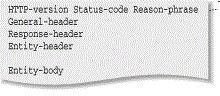 HTTP-version Status-code Reason-phrase
General-header
Response-header
Entity-header
Entity-body